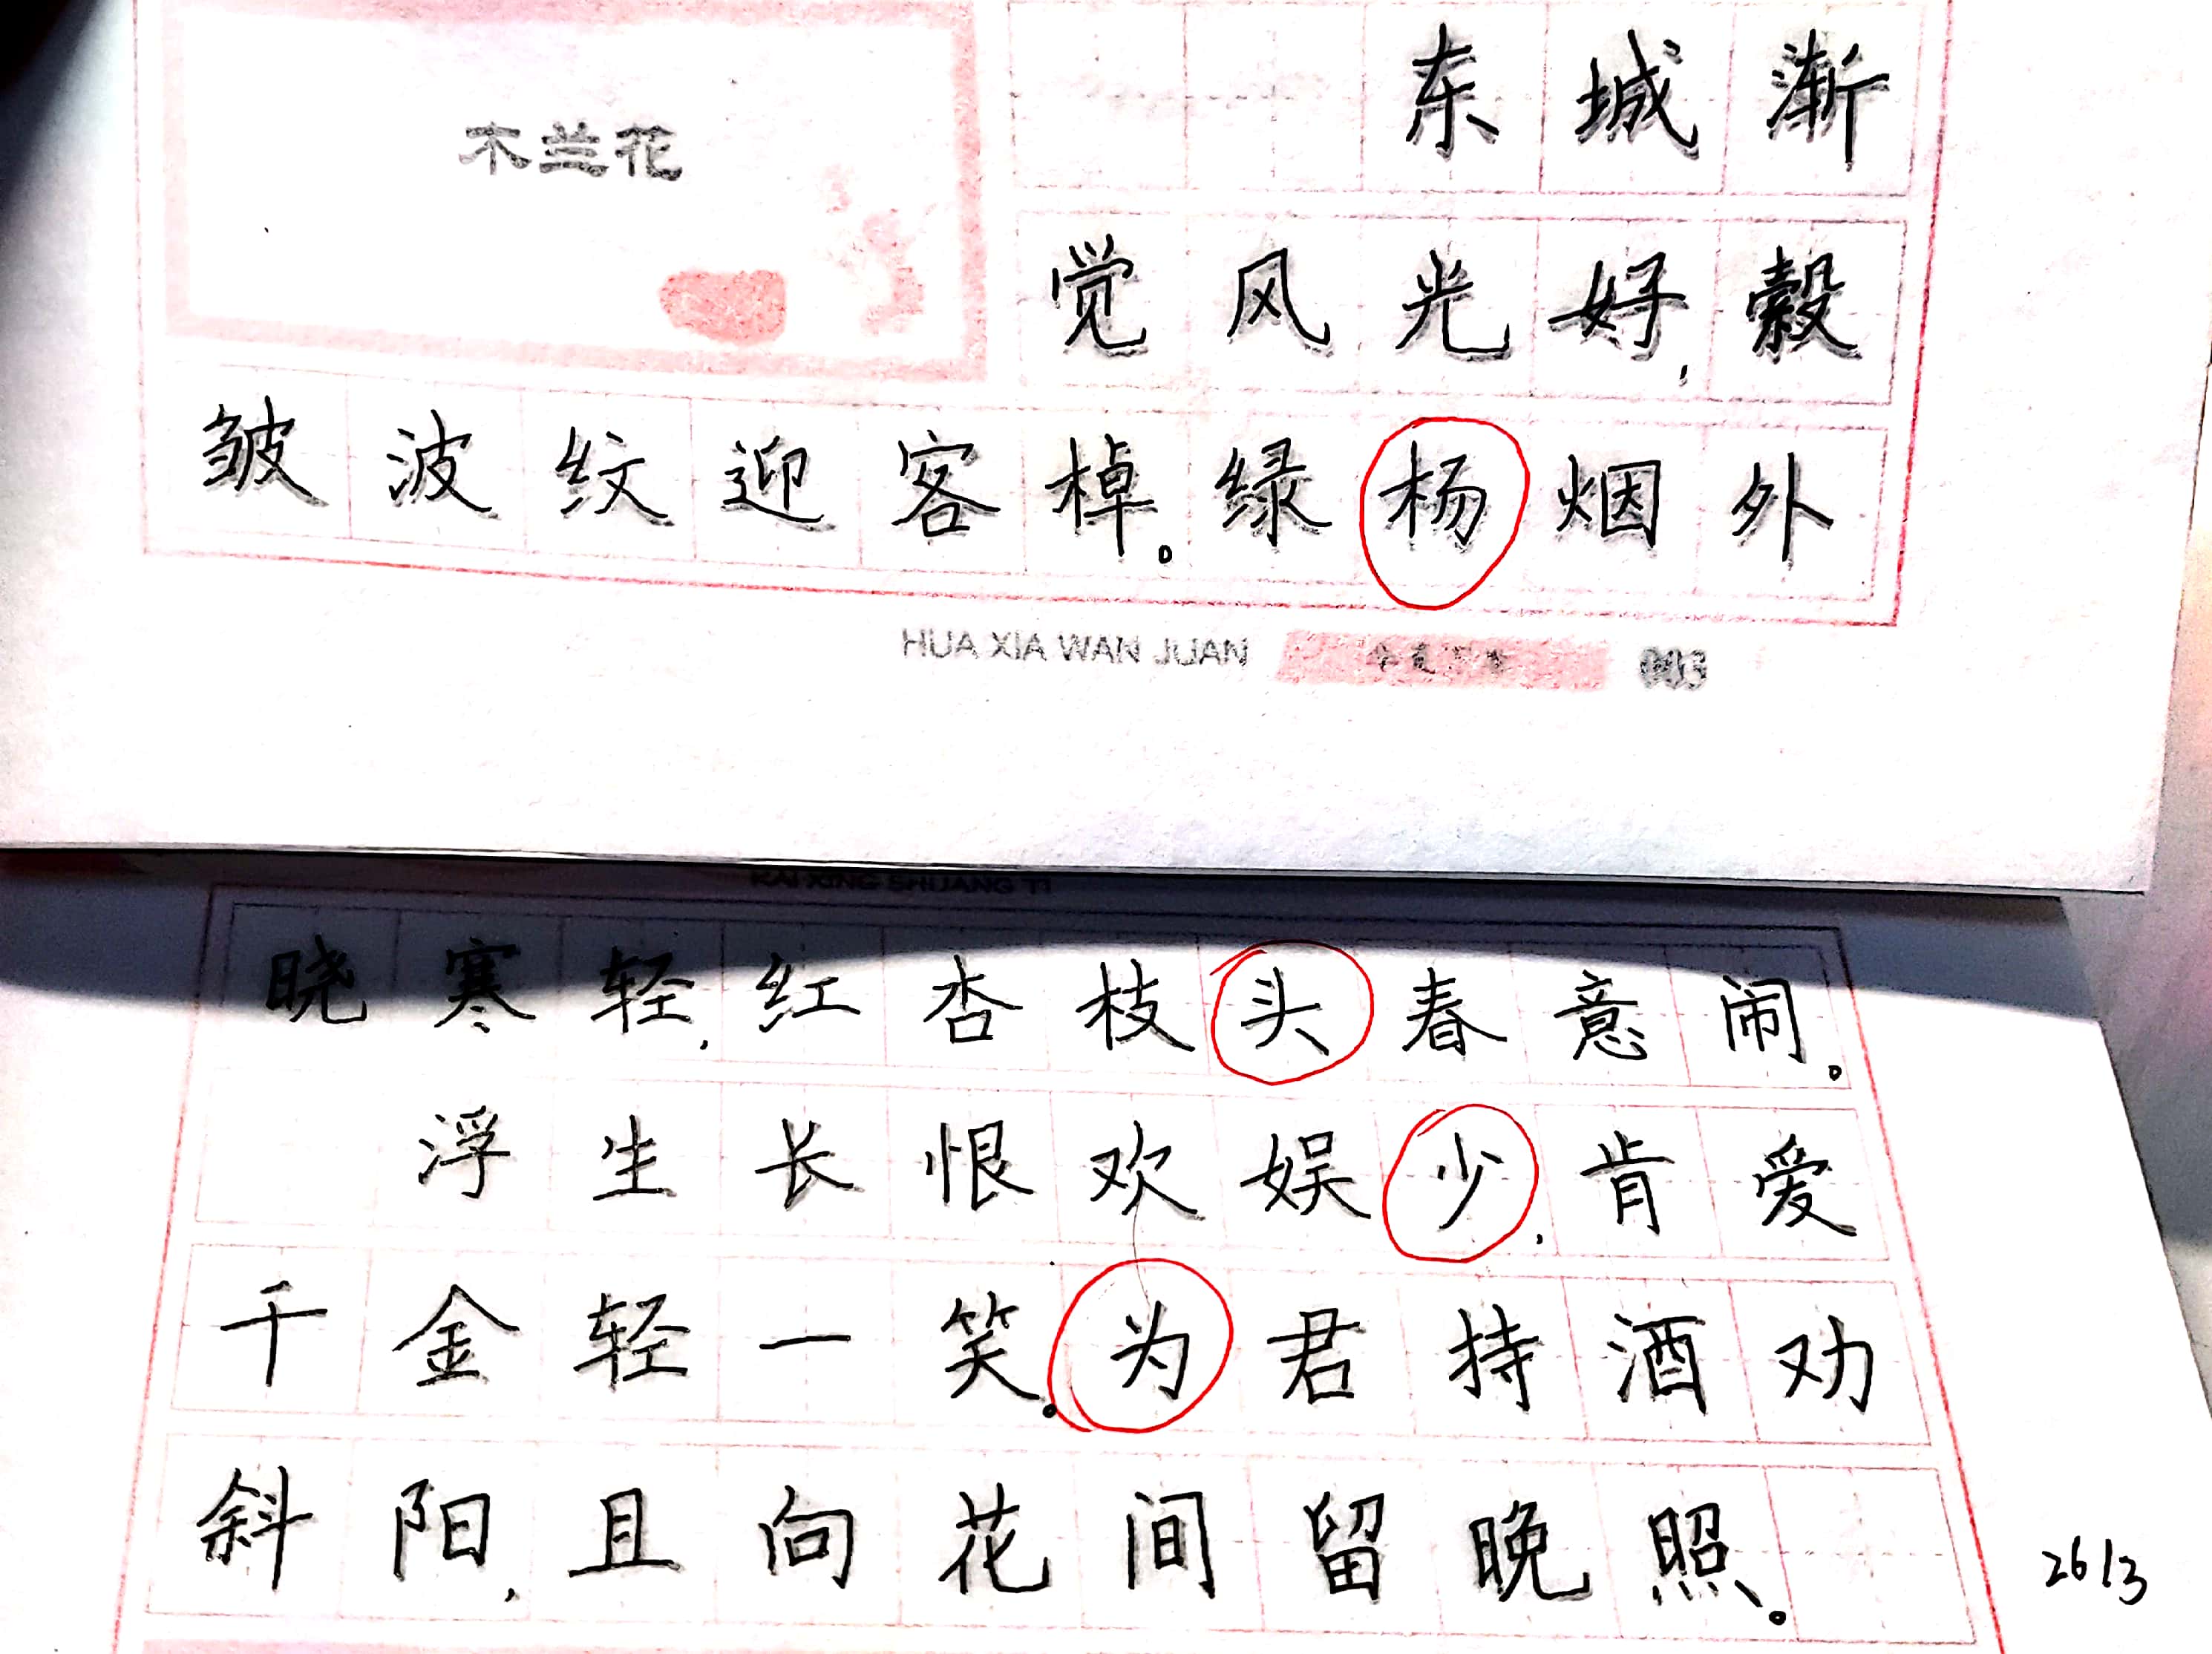 木兰花
东城渐
觉风光好,縠
皱波纹迎客棹。绿杨烟外
HUA XIA WAN JUAN
KAI XING SHUANG TI
晓寒轻,红杏枝头春意闹。
浮生长恨欢娱少,肯爱
千金轻一笑。为君持酒劝
斜阳,且向花间留晚照。
2613